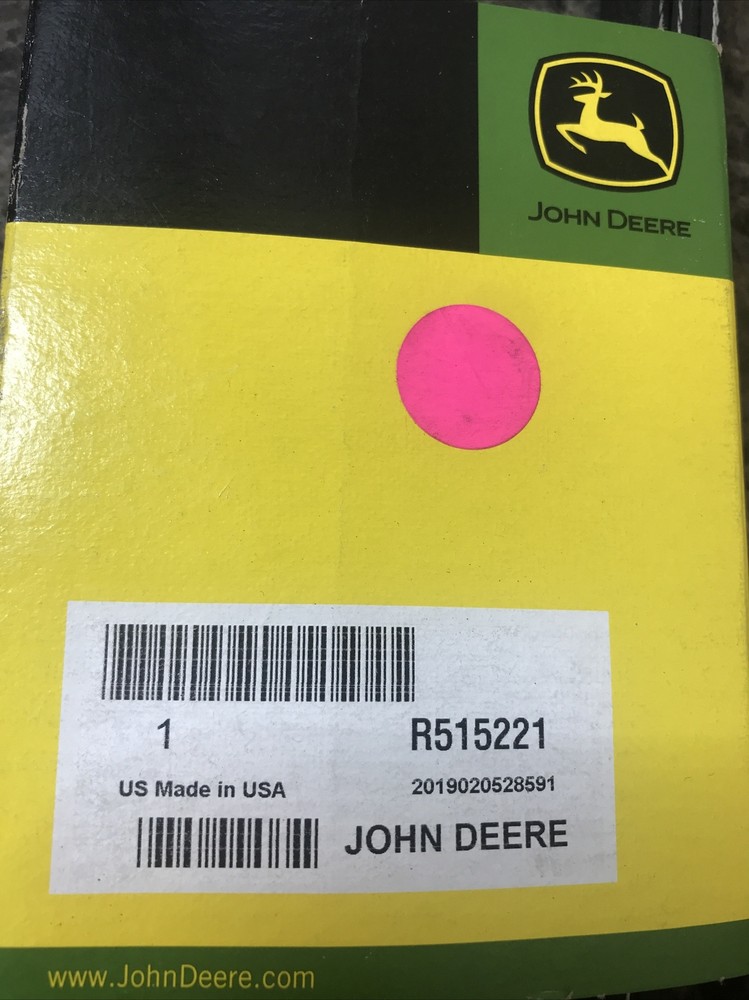 JOHN DEERE
1 R515221
US Made in USA 2019020528591
JOHN DEERE
www.JohnDeere.com